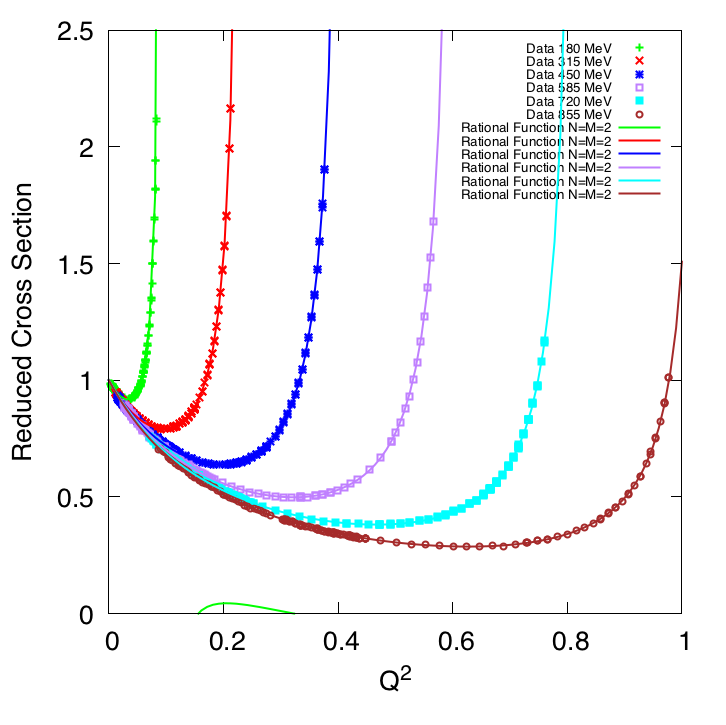 2.5
2
1.5
1
0.5
0
Reduced Cross Section
Data 180 MeV
Data 315 MeV
Data 450 MeV
Data 585 MeV
Data 720 MeV
Data 855 MeV
Rational Function N=M=2
Rational Function N=M=2
Rational Function N=M=2
Rational Function N=M=2
Rational Function N=M=2
Rational Function N=M=2
0 0.2 0.4 0.6 0.8 1
Q²